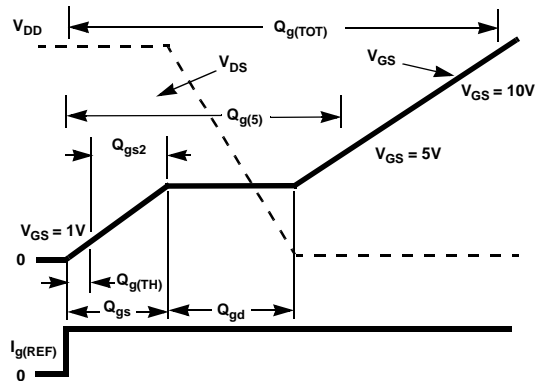 V_DD
Q_g(TOT)
V_DS
V_GS
V_GS = 10V
Q_g(5)
Q_gs2
V_GS = 5V
V_GS = 1V
0
Q_g(TH)
Q_gs
Q_gd
I_g(REF)
0